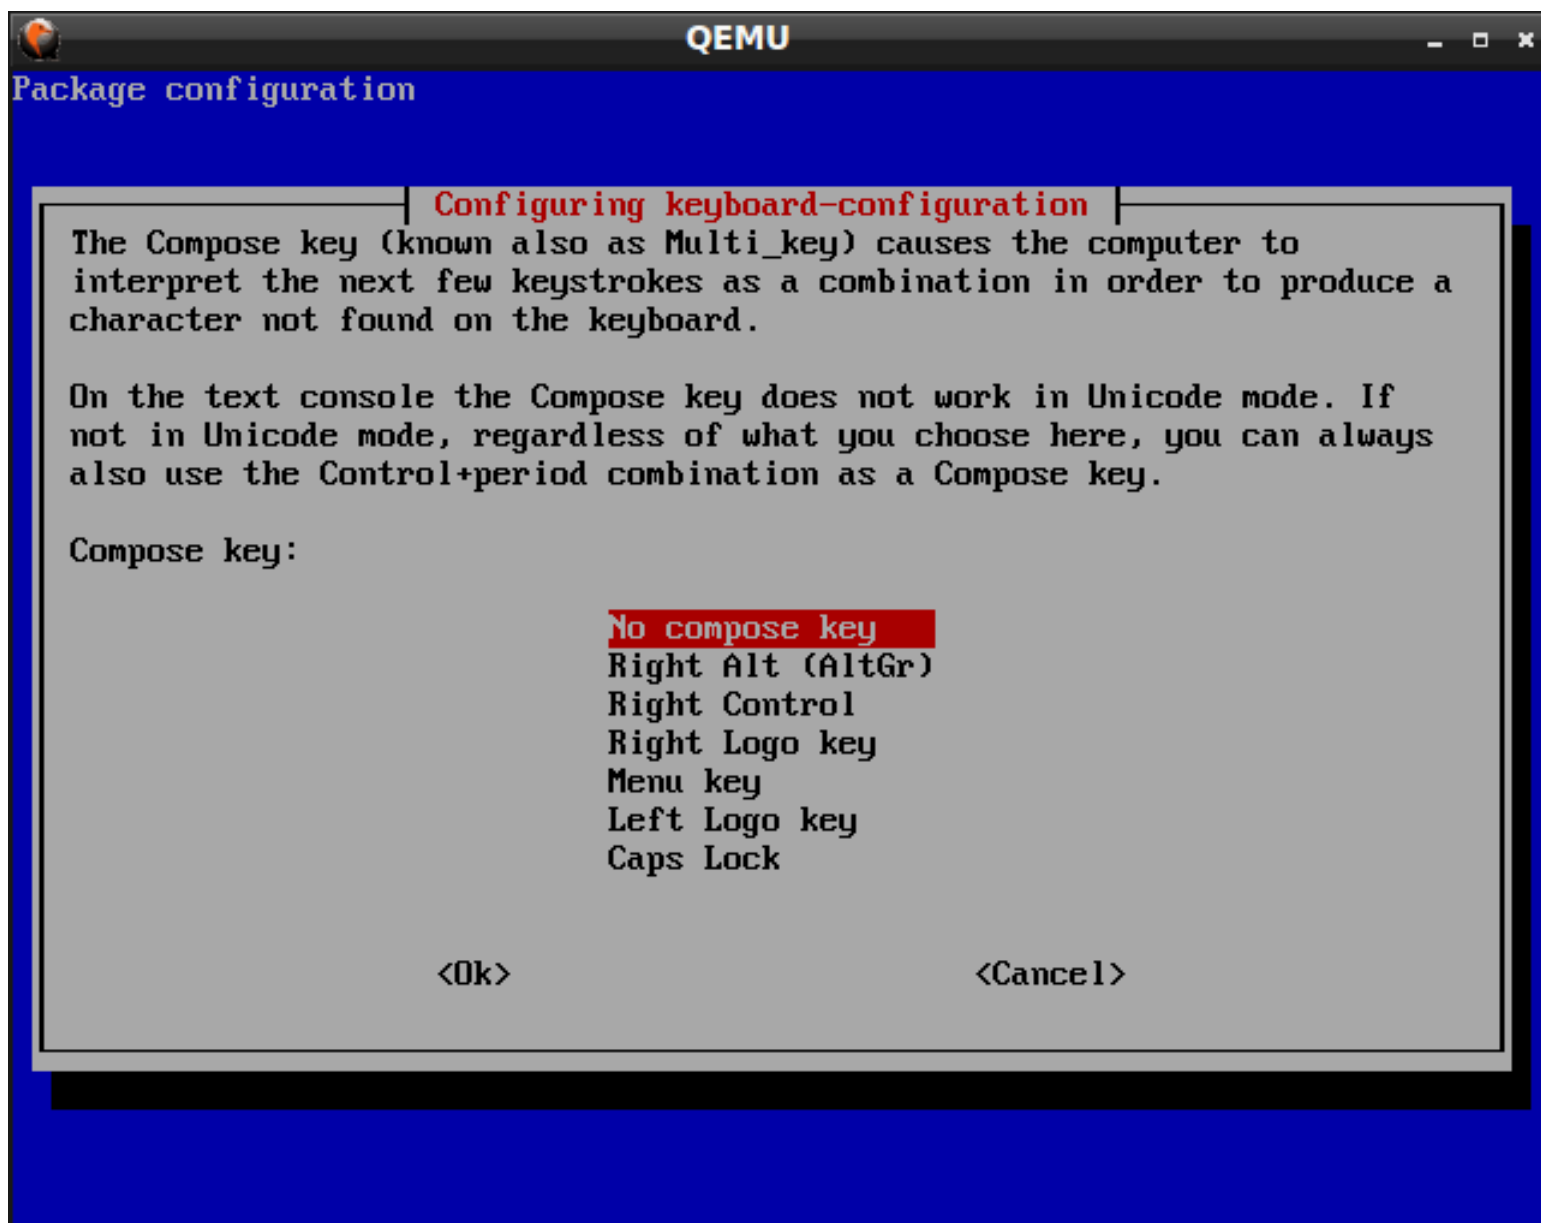 QEMU
Package configuration
Configuring keyboard-configuration
The Compose key (known also as Multi_key) causes the computer to
interpret the next few keystrokes as a combination in order to produce a
character not found on the keyboard.
On the text console the Compose key does not work in Unicode mode. If
not in Unicode mode, regardless of what you choose here, you can always
also use the Control+period combination as a Compose key.
Compose key:
No compose key
Right Alt (AltGr)
Right Control
Right Logo key
Menu key
Left Logo key
Caps Lock
<Ok> <Cancel>